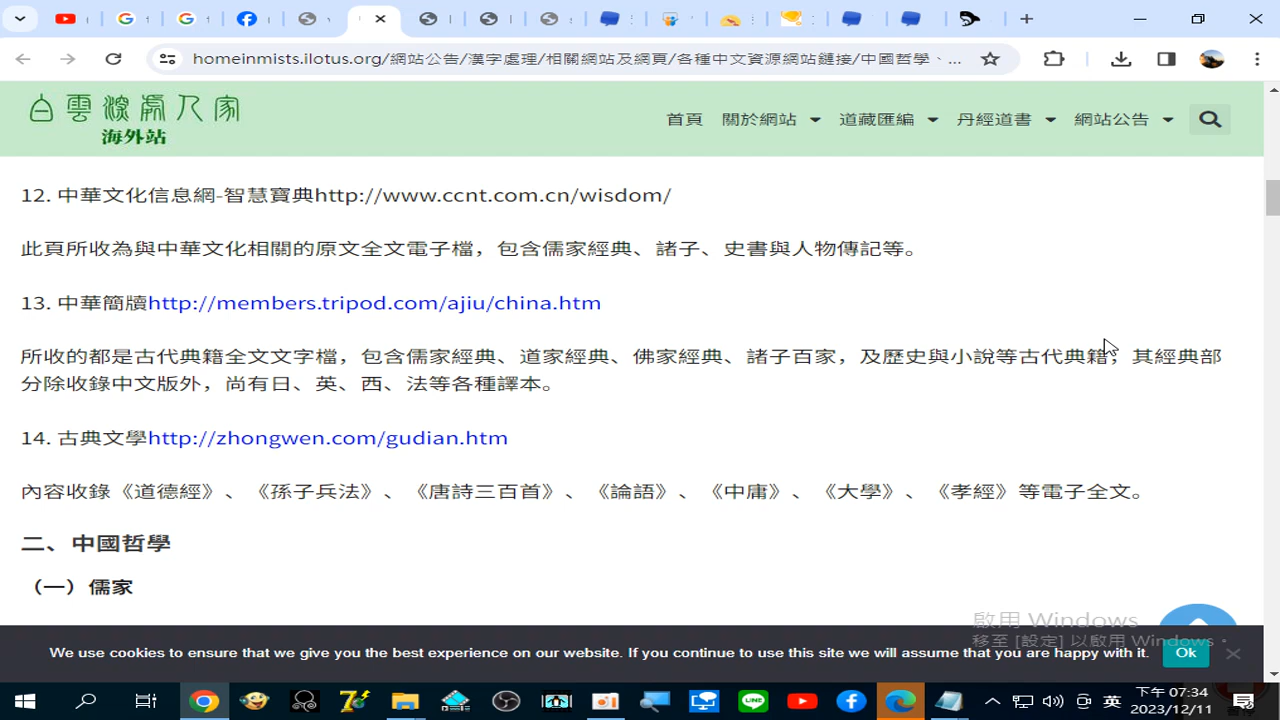 homeinmists.ilotus.org/網站公告/漢字處理/相關網站及網頁/各種中文資源網站鏈接/中國哲學、...
白雲深處人家
海外站
首頁 關於網站 道藏匯編 丹經道書 網站公告
12. 中華文化信息網-智慧寶典http://www.ccnt.com.cn/wisdom/
此頁所收為與中華文化相關的原文全文電子檔，包含儒家經典、諸子、史書與人物傳記等。
13. 中華簡牘http://members.tripod.com/ajiu/china.htm
所收的都是古代典籍全文文字檔，包含儒家經典、道家經典、佛家經典、諸子百家，及歷史與小說等古代典籍，其經典部
分除收錄中文版外，尚有日、英、西、法等各種譯本。
14. 古典文學http://zhongwen.com/gudian.htm
內容收錄《道德經》、《孫子兵法》、《唐詩三百首》、《論語》、《中庸》、《大學》、《孝經》等電子全文。
二、中國哲學
（一）儒家
啟用 Windows
移至 [設定] 以啟用 Windows。
We use cookies to ensure that we give you the best experience on our website. If you continue to use this site we will assume that you are happy with it.
Ok
英
下午 07:34
2023/12/11